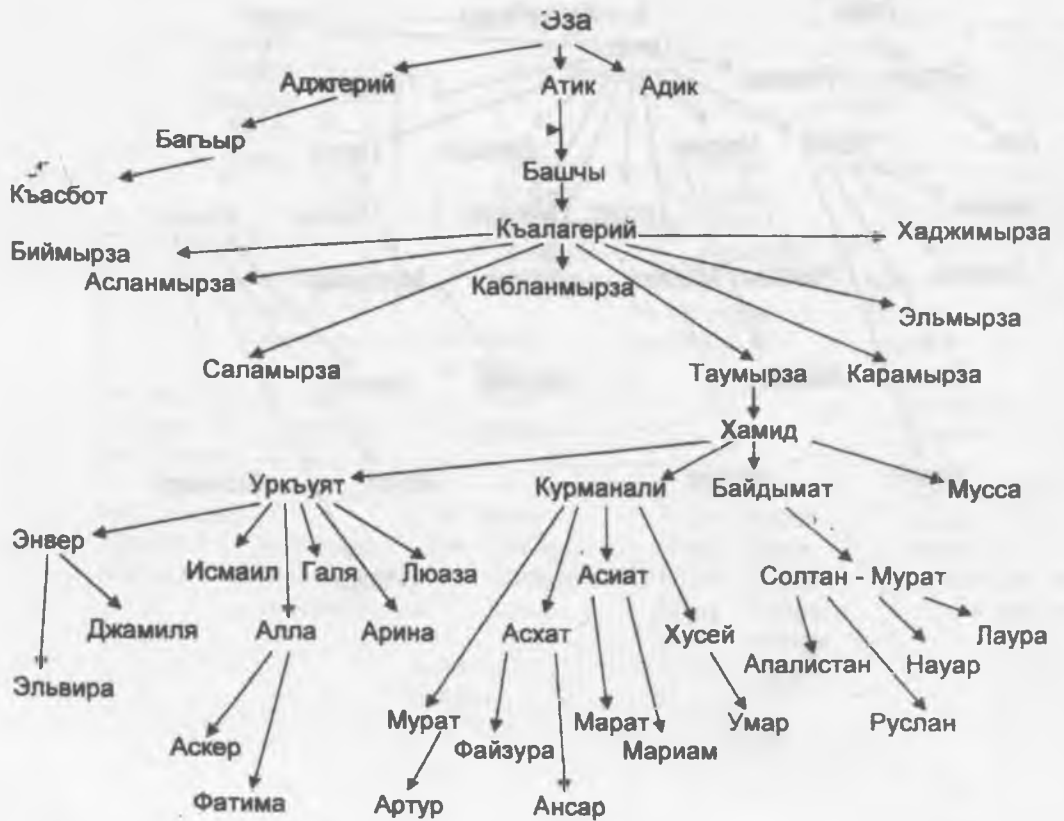 Эза
Аджгерий Атик Адик
Багъыр
Башчы
Къасбот
Къалагерий Хаджимырза
Биймырза
Асланмырза Кабланмырза
Эльмырза
Саламырза Таумырза Карамырза
Хамид
Уркъуят Курманали Байдымат Мусса
Энвер
Исмаил Галя Люаза Асиат Солтан - Мурат
Джамиля Алла Арина Асхат Хусей Лаура
Апалистан Науар
Эльвира
Мурат Марат Умар Руслан
Аскер Файзура Мариам
Фатима Артур Ансар